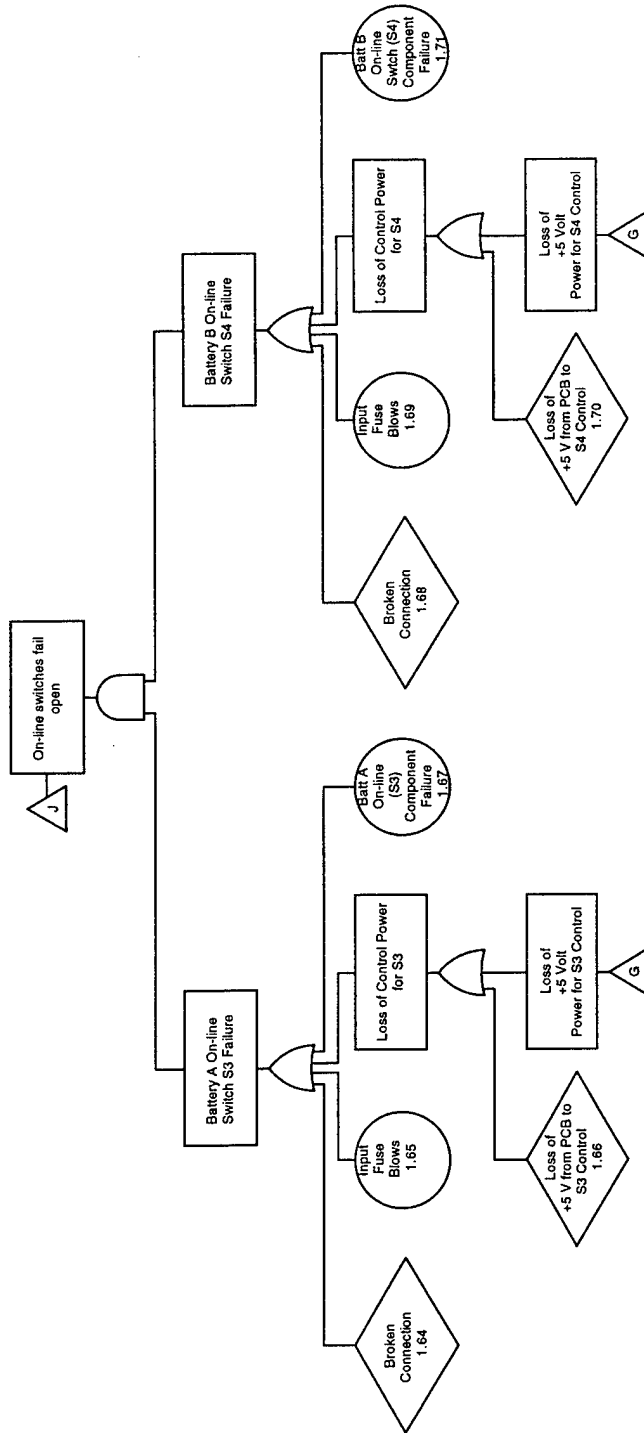 On-line switches fail
open
J
Battery A On-line
Switch S3 Failure
Battery B On-line
Switch S4 Failure
Broken
Connection
1.64
Input
Fuse
Blows
1.65
Loss of Control Power
for S3
Batt A
On-line
(S3)
Component
Failure
1.67
Loss of
+5 V from PCB to
S3 Control
1.66
Loss of
+5 Volt
Power for S3 Control
G
Broken
Connection
1.68
Input
Fuse
Blows
1.69
Loss of Control Power
for S4
Batt B
On-line
Swtch (S4)
Component
Failure
1.71
Loss of
+5 V from PCB to
S4 Control
1.70
Loss of
+5 Volt
Power for S4 Control
G